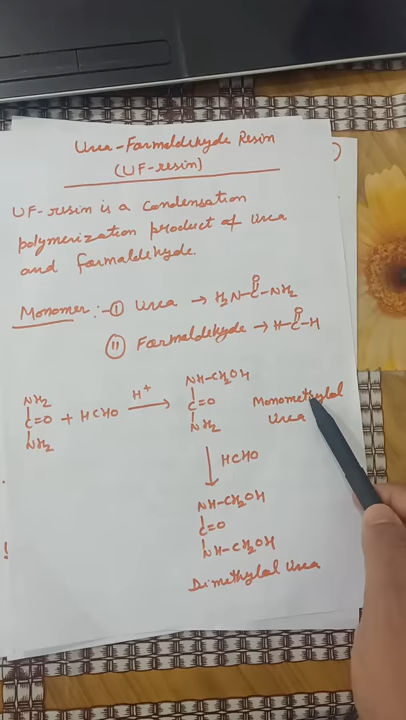 Urea-Formaldehyde Resin
(UF-resin)
UF-resin is a condensation
polymerization product of Urea
and formaldehyde.
Monomer :- (I) Urea → H2N-C-NH2
O
(II) Formaldehyde → H-C-H
O
NH2
C=O + HCHO H+ →
NH2
NH-CH2OH
C=O
NH2
Monomethylol
Urea
↓ HCHO
NH-CH2OH
C=O
NH-CH2OH
Dimethylol Urea